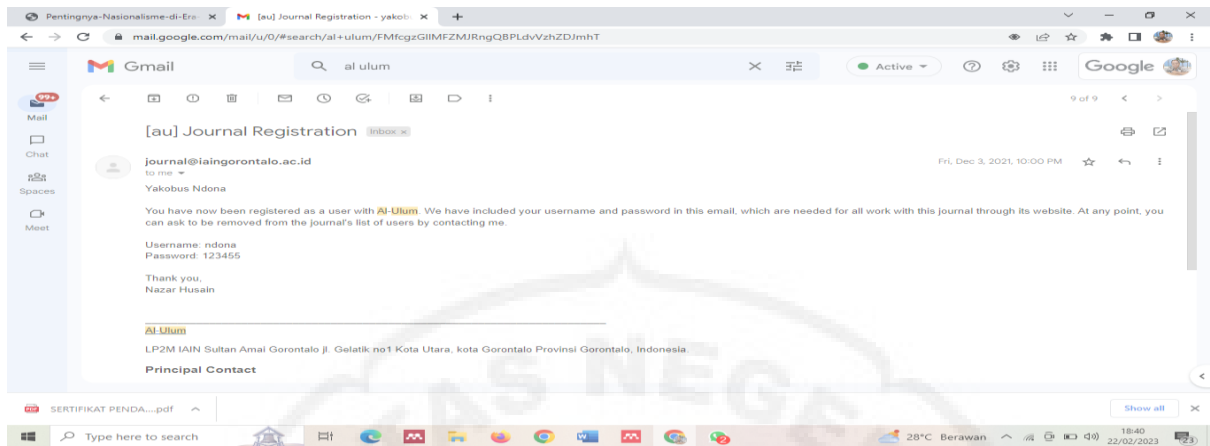 Pentingnya-Nasionalisme-di-Era-
[au] Journal Registration - yakob
mail.google.com/mail/u/0/#search/al+ulum/FMfcgzGllMFZMJRngQBPLdvVzhZDJmhT
Gmail
al ulum
Active
Google
99+
Mail
Chat
Spaces
Meet
9 of 9
[au] Journal Registration Inbox x
journal@iaingorontalo.ac.id
Fri, Dec 3, 2021, 10:00 PM
to me
Yakobus Ndona
You have now been registered as a user with Al-Ulum. We have included your username and password in this email, which are needed for all work with this journal through its website. At any point, you
can ask to be removed from the journal's list of users by contacting me.
Username: ndona
Password: 123455
Thank you,
Nazar Husain
Al-Ulum
LP2M IAIN Sultan Amai Gorontalo jl. Gelatik no1 Kota Utara, kota Gorontalo Provinsi Gorontalo, Indonesia.
Principal Contact
AS NEGE
SERTIFIKAT PENDA....pdf
Show all
Type here to search
28°C Berawan
18:40
22/02/2023
23